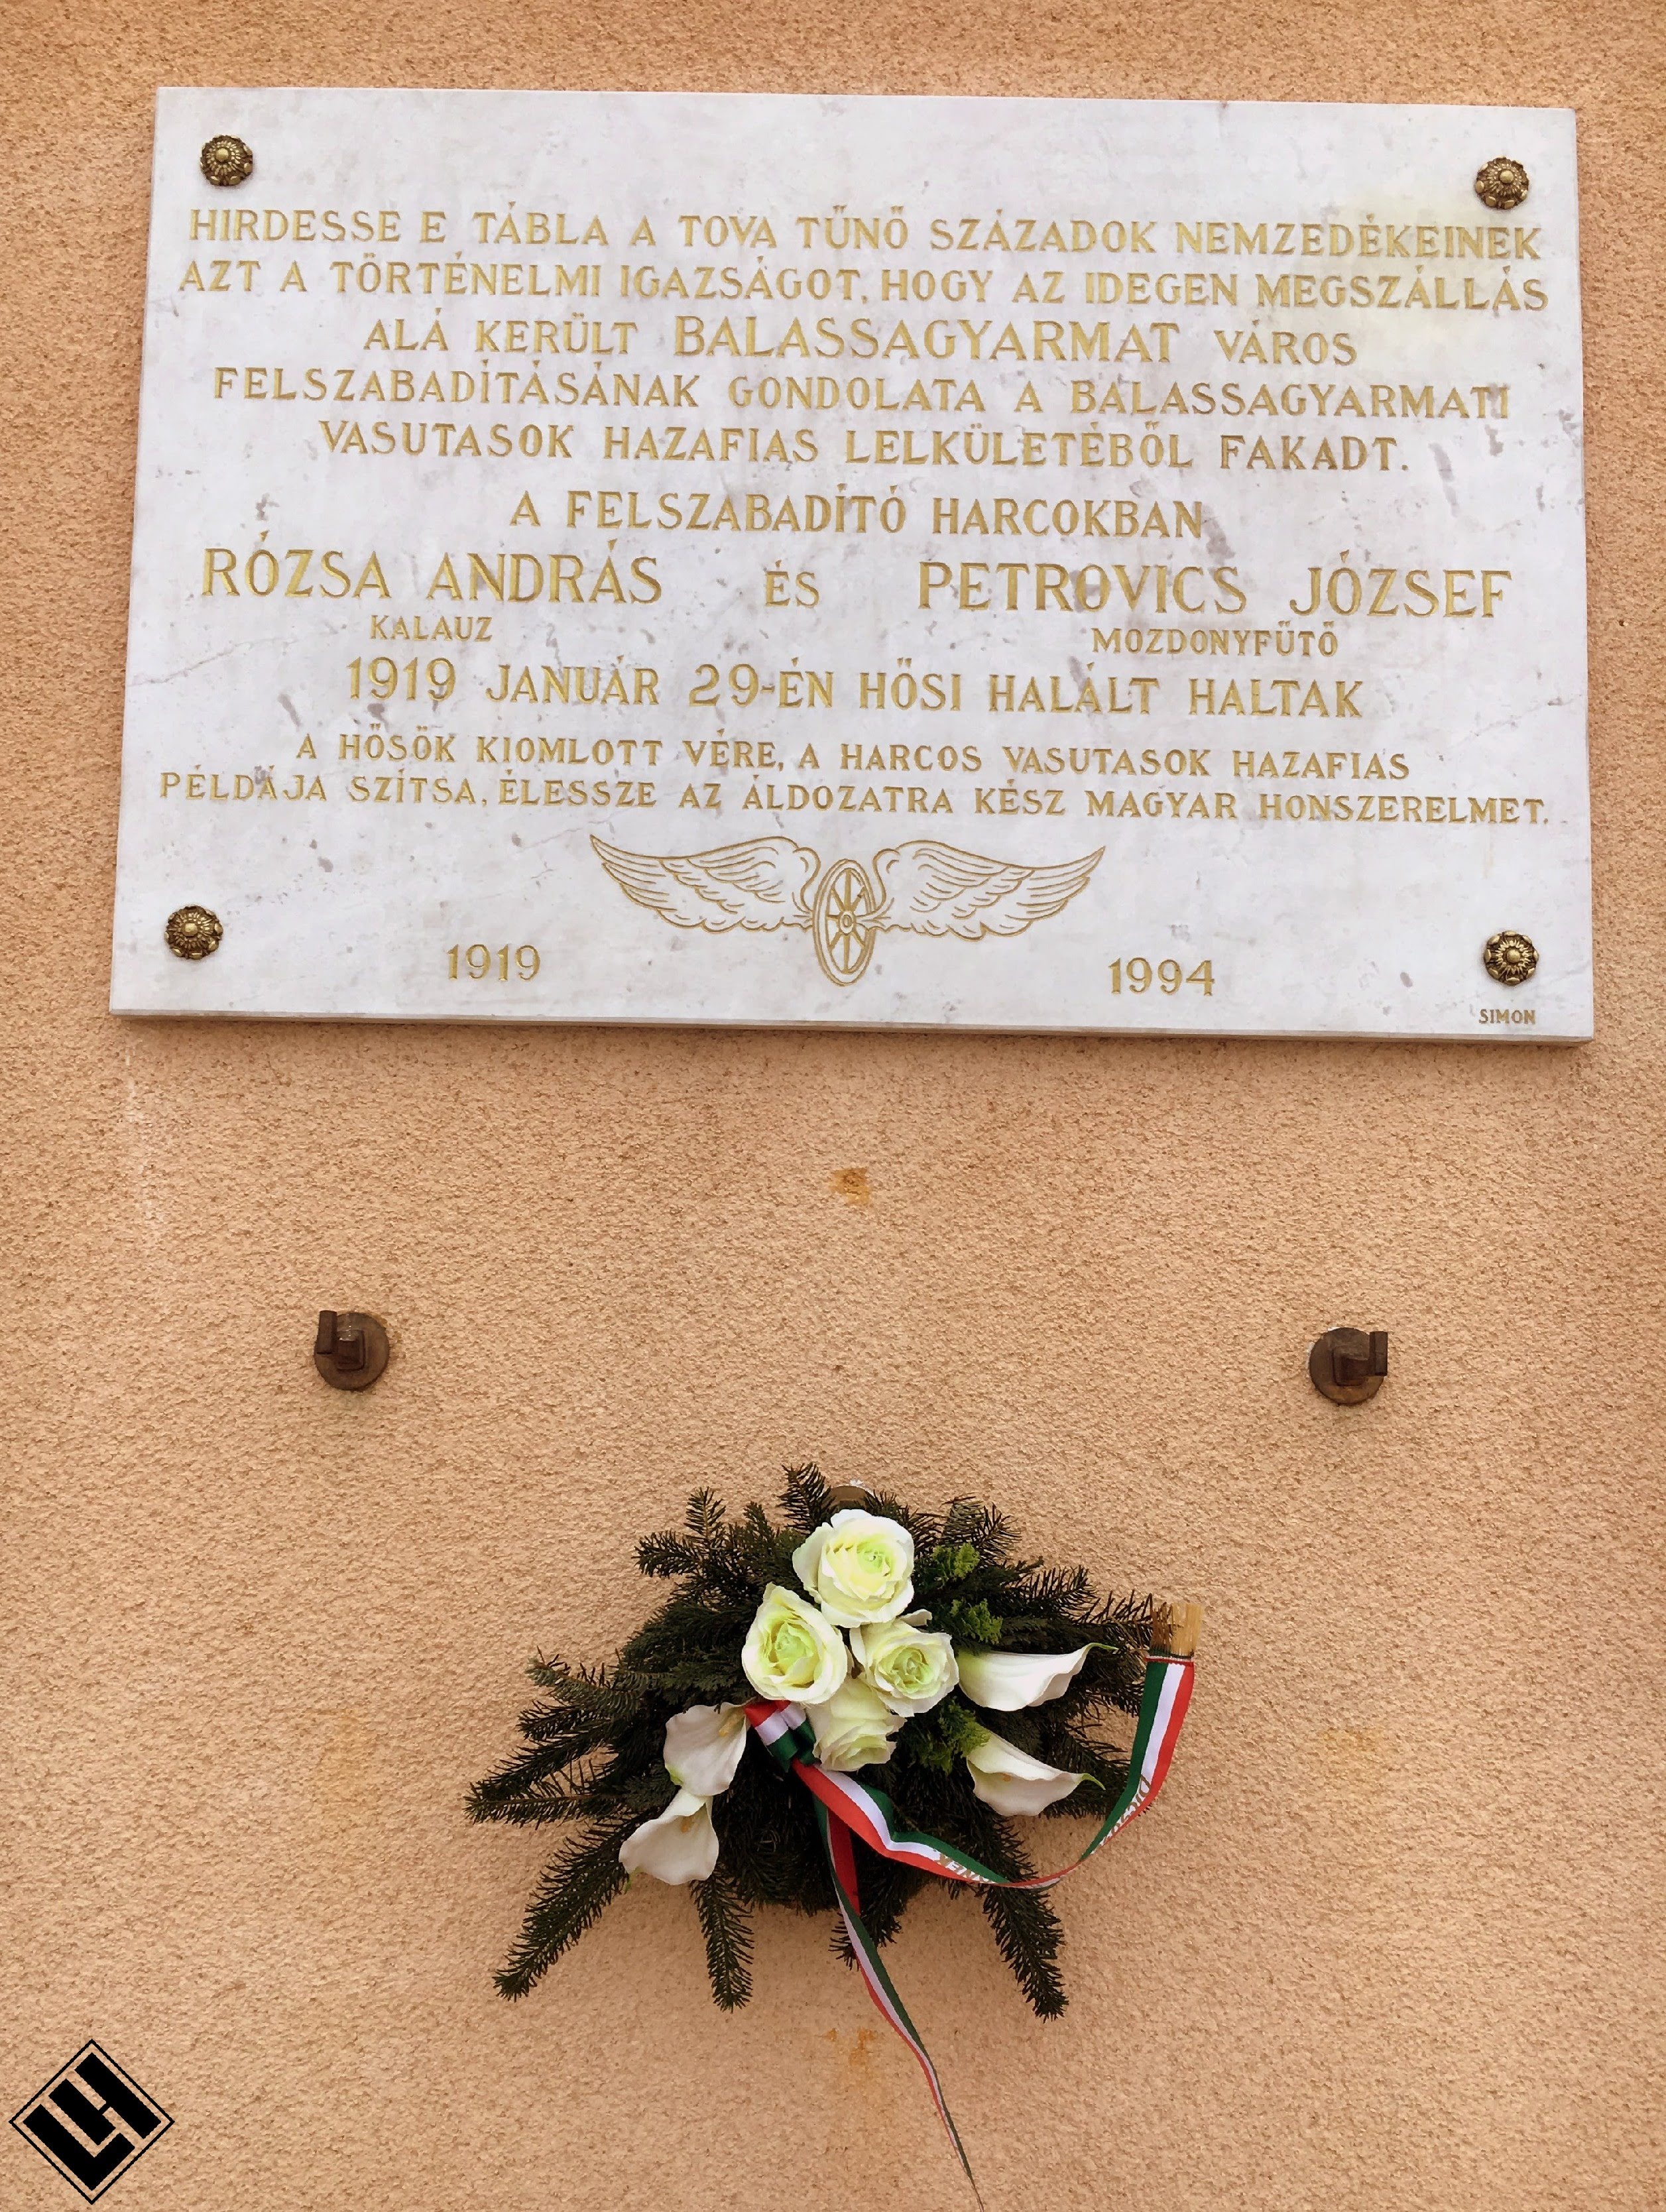 HIRDESSE E TÁBLA A TOVA TŰNŐ SZÁZADOK NEMZEDÉKEINEK
AZT A TÖRTÉNELMI IGAZSÁGOT, HOGY AZ IDEGEN MEGSZÁLLÁS
ALÁ KERÜLT BALASSAGYARMAT VÁROS
FELSZABADÍTÁSÁNAK GONDOLATA A BALASSAGYARMATI
VASUTASOK HAZAFIAS LELKÜLETÉBŐL FAKADT.
A FELSZABADÍTÓ HARCOKBAN
RÓZSA ANDRÁS ÉS PETROVICS JÓZSEF
KALAUZ MOZDONYFŰTŐ
1919 JANUÁR 29-ÉN HŐSI HALÁLT HALTAK
A HŐSÖK KIOMLOTT VÉRE, A HARCOS VASUTASOK HAZAFIAS
PÉLDÁJA SZÍTSA, ÉLESSZE AZ ÁLDOZATRA KÉSZ MAGYAR HONSZERELMET.
1919 1994
SIMON
LH